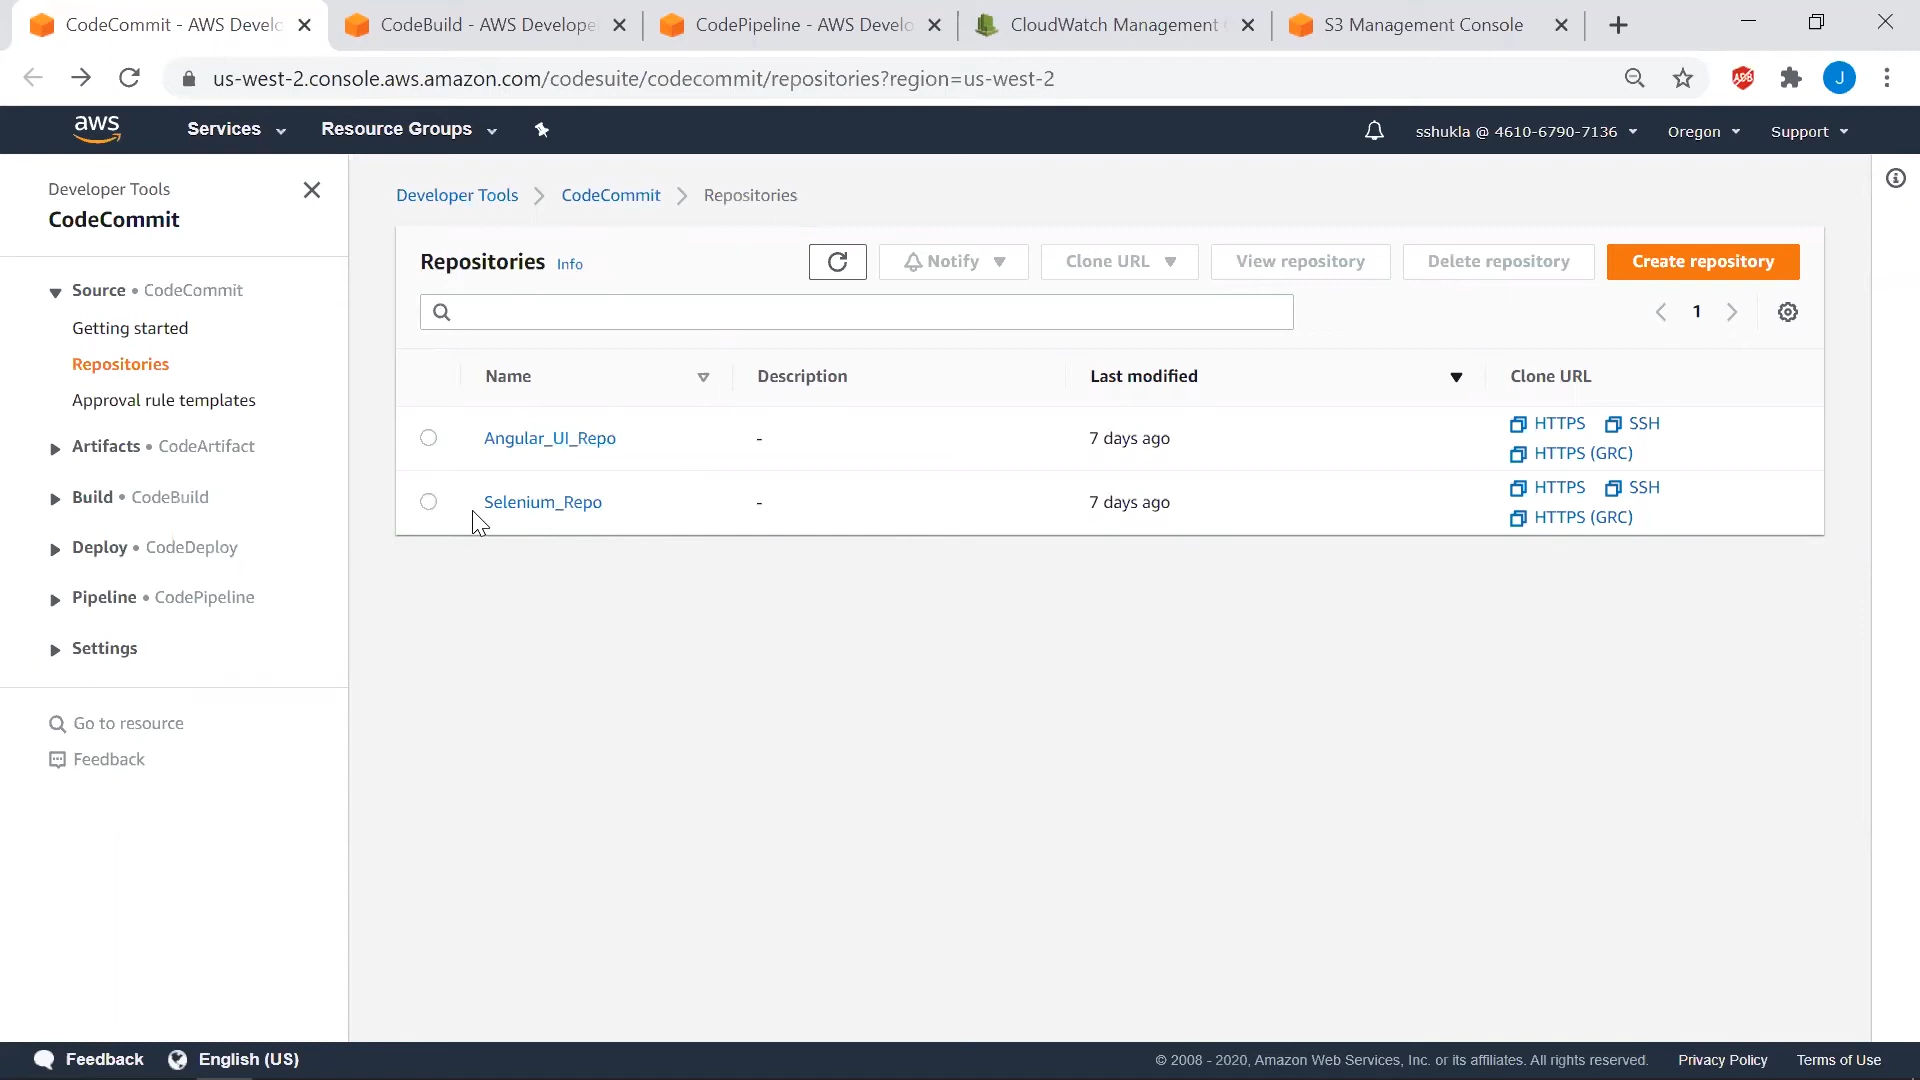 CodeCommit - AWS Develo
CodeBuild - AWS Develope
CodePipeline - AWS Develo
CloudWatch Management
S3 Management Console
us-west-2.console.aws.amazon.com/codesuite/codecommit/repositories?region=us-west-2
ABP
J
aws
Services
Resource Groups
sshukla @ 4610-6790-7136
Oregon
Support
Developer Tools
CodeCommit
Source • CodeCommit
Getting started
Repositories
Approval rule templates
Artifacts • CodeArtifact
Build • CodeBuild
Deploy • CodeDeploy
Pipeline • CodePipeline
Settings
Go to resource
Feedback
Developer Tools
CodeCommit
Repositories
Repositories Info
Notify
Clone URL
View repository
Delete repository
Create repository
1
Name
Description
Last modified
Clone URL
Angular_UI_Repo
-
7 days ago
HTTPS SSH
HTTPS (GRC)
Selenium_Repo
-
7 days ago
HTTPS SSH
HTTPS (GRC)
Feedback
English (US)
© 2008 - 2020, Amazon Web Services, Inc. or its affiliates. All rights reserved.
Privacy Policy
Terms of Use